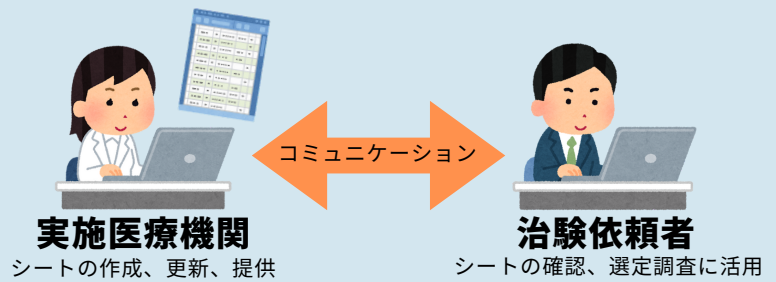 コミュニケーション
実施医療機関
シートの作成、更新、提供
治験依頼者
シートの確認、選定調査に活用